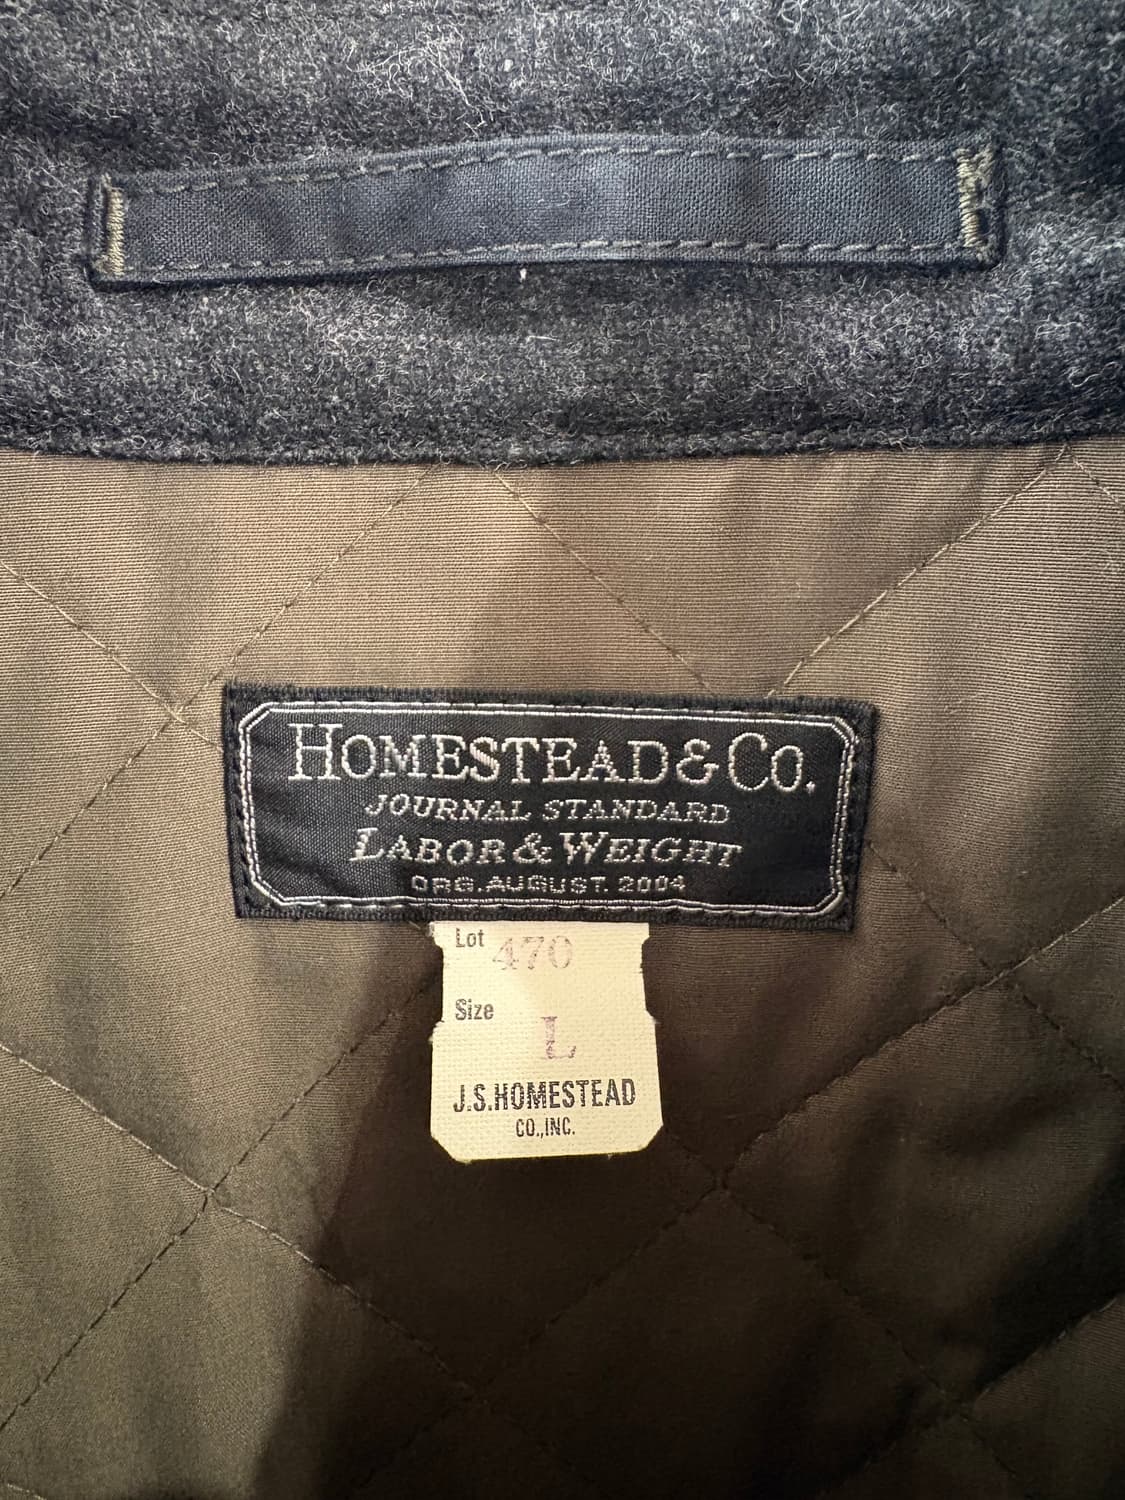 HOMESTEAD&CO.
JOURNAL STANDARD
LABOR & WEIGHT
ORG.AUGUST. 2004
Lot 470
Size L
J.S.HOMESTEAD
CO.,INC.